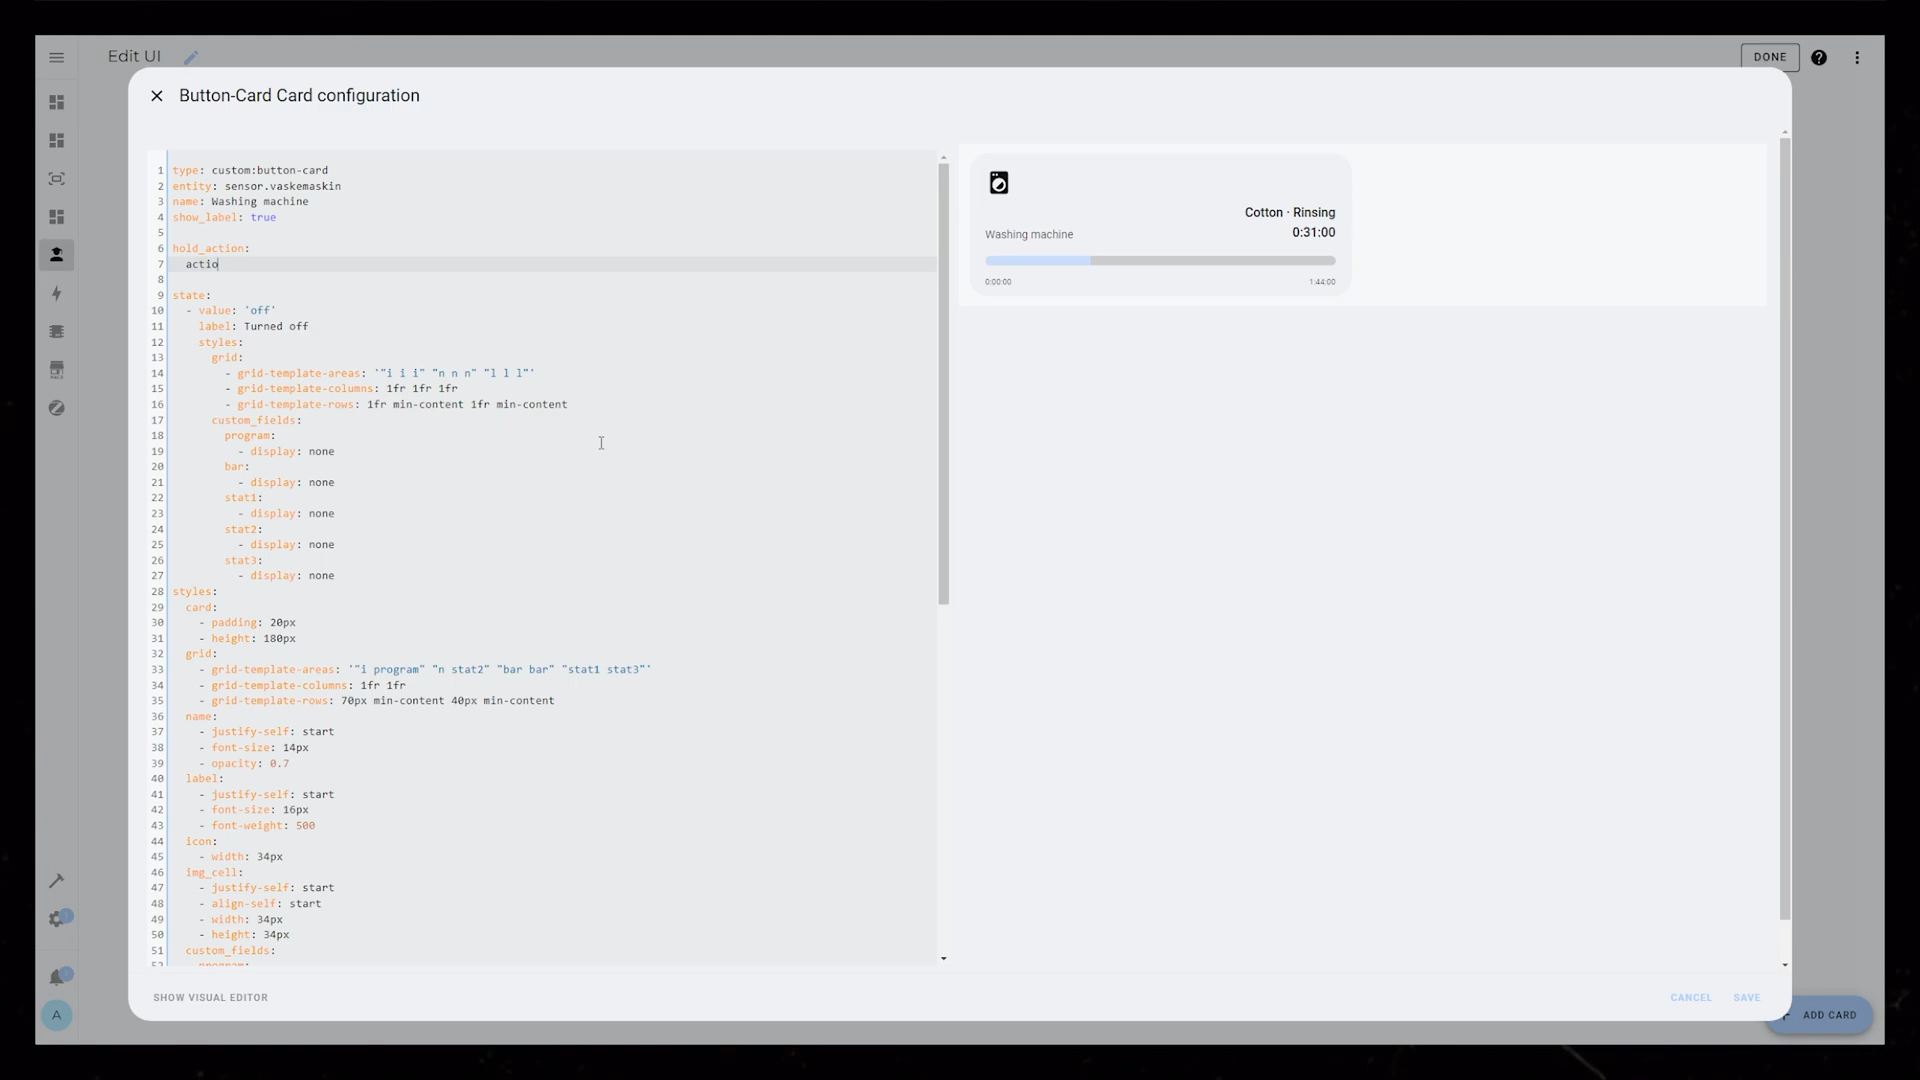 Edit UI
DONE
Button-Card Card configuration
1 type: custom:button-card
2 entity: sensor.vaskemaskin
3 name: Washing machine
4 show_label: true
5
6 hold_action:
7   actio
8
9 state:
10   - value: 'off'
11     label: Turned off
12     styles:
13       grid:
14         - grid-template-areas: '"i i i" "n n n" "l l l"'
15         - grid-template-columns: 1fr 1fr 1fr
16         - grid-template-rows: 1fr min-content 1fr min-content
17       custom_fields:
18         program:
19           - display: none
20         bar:
21           - display: none
22         stat1:
23           - display: none
24         stat2:
25           - display: none
26         stat3:
27           - display: none
28 styles:
29   card:
30     - padding: 20px
31     - height: 180px
32   grid:
33     - grid-template-areas: '"i program" "n stat2" "bar bar" "stat1 stat3"'
34     - grid-template-columns: 1fr 1fr
35     - grid-template-rows: 70px min-content 40px min-content
36   name:
37     - justify-self: start
38     - font-size: 14px
39     - opacity: 0.7
40   label:
41     - justify-self: start
42     - font-size: 16px
43     - font-weight: 500
44   icon:
45     - width: 34px
46   img_cell:
47     - justify-self: start
48     - align-self: start
49     - width: 34px
50     - height: 34px
51   custom_fields:
52     program:
Cotton · Rinsing
Washing machine
0:31:00
0:00:00
1:44:00
A
SHOW VISUAL EDITOR
CANCEL
SAVE
ADD CARD